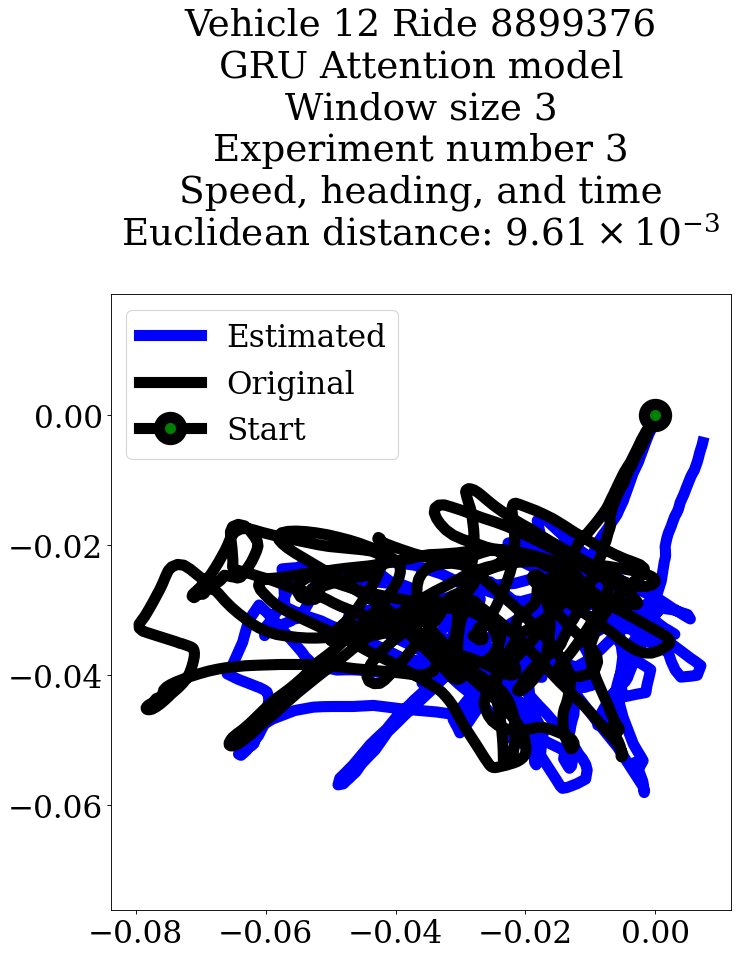 Vehicle 12 Ride 8899376
GRU Attention model
Window size 3
Experiment number 3
Speed, heading, and time
Euclidean distance: 9.61 × 10⁻³
Estimated
Original
Start
0.00
−0.02
−0.04
−0.06
−0.08 −0.06 −0.04 −0.02 0.00